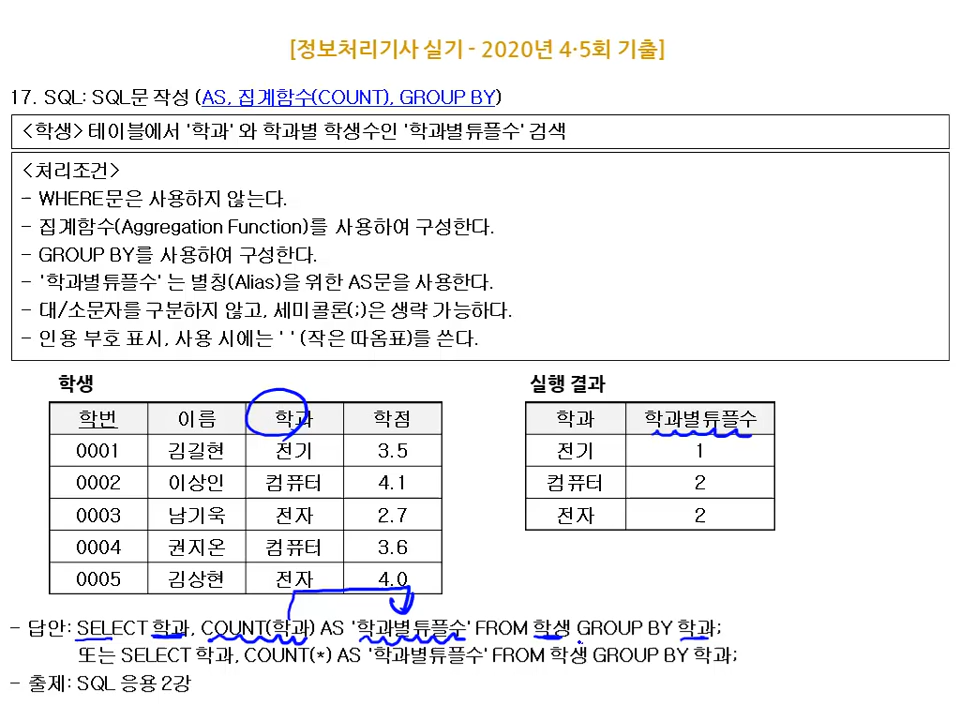 [정보처리기사 실기 - 2020년 4·5회 기출]
17. SQL: SQL문 작성 (AS, 집계함수(COUNT), GROUP BY)
<학생> 테이블에서 '학과' 와 학과별 학생수인 '학과별튜플수' 검색
<처리조건>
- WHERE문은 사용하지 않는다.
- 집계함수(Aggregation Function)를 사용하여 구성한다.
- GROUP BY를 사용하여 구성한다.
- '학과별튜플수' 는 별칭(Alias)을 위한 AS문을 사용한다.
- 대/소문자를 구분하지 않고, 세미콜론(;)은 생략 가능하다.
- 인용 부호 표시, 사용 시에는 ' ' (작은 따옴표)를 쓴다.
학생
학번 이름 학과 학점
0001 김길현 전기 3.5
0002 이상인 컴퓨터 4.1
0003 남기욱 전자 2.7
0004 권지온 컴퓨터 3.6
0005 김상현 전자 4.0
실행 결과
학과 학과별튜플수
전기 1
컴퓨터 2
전자 2
- 답안: SELECT 학과, COUNT(학과) AS '학과별튜플수' FROM 학생 GROUP BY 학과;
또는 SELECT 학과, COUNT(*) AS '학과별튜플수' FROM 학생 GROUP BY 학과;
- 출제: SQL 응용 2강